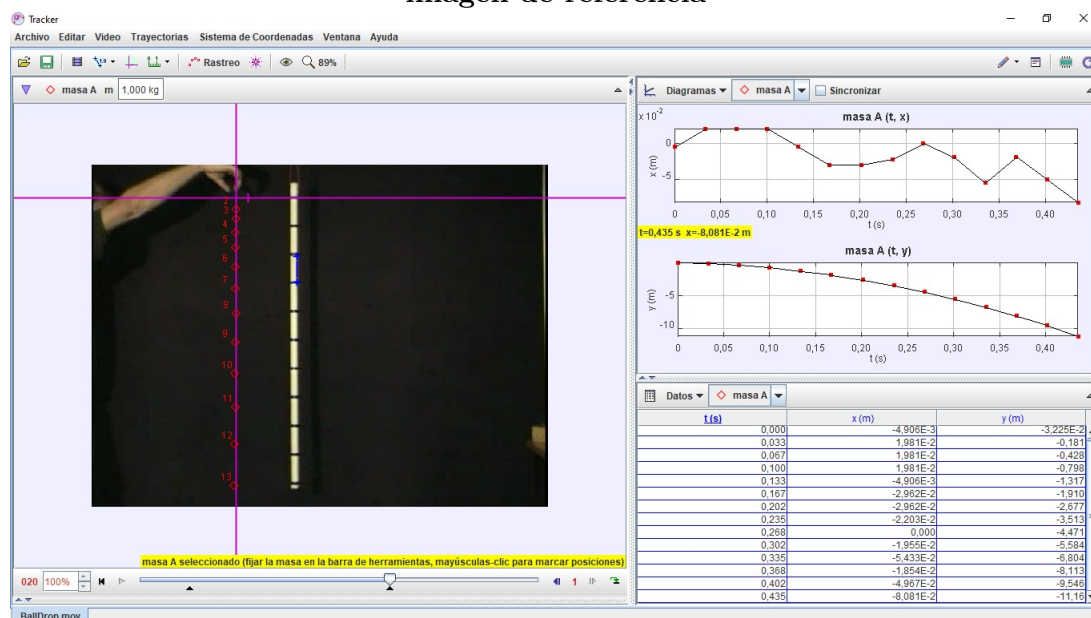 imagen de referencia
Tracker
Archivo Editar Video Trayectorias Sistema de Coordenadas Ventana Ayuda
Rastreo 89%
masa A m 1,000 kg
Diagramas masa A Sincronizar
x 10-2
masa A (t, x)
0
-5
x (m)
0 0,05 0,10 0,15 0,20 0,25 0,30 0,35 0,40
t (s)
t=0,435 s x=-8,081E-2 m
masa A (t, y)
-5
-10
y (m)
0 0,05 0,10 0,15 0,20 0,25 0,30 0,35 0,40
t (s)
2
3
4
5
6
7
8
9
10
11
12
13
Datos masa A
t (s) x (m) y (m)
0,000 -4,906E-3 -3,225E-2
0,033 1,981E-2 -0,181
0,067 1,981E-2 -0,428
0,100 1,981E-2 -0,798
0,133 -4,906E-3 -1,317
0,167 -2,962E-2 -1,910
0,202 -2,962E-2 -2,677
0,235 -2,203E-2 -3,513
0,268 0,000 -4,471
0,302 -1,955E-2 -5,584
0,335 -5,433E-2 -6,804
0,368 -1,854E-2 -8,113
0,402 -4,967E-2 -9,546
0,435 -8,081E-2 -11,16
masa A seleccionado (fijar la masa en la barra de herramientas, mayúsculas-clic para marcar posiciones)
020 100% 1
BallDrop.mov